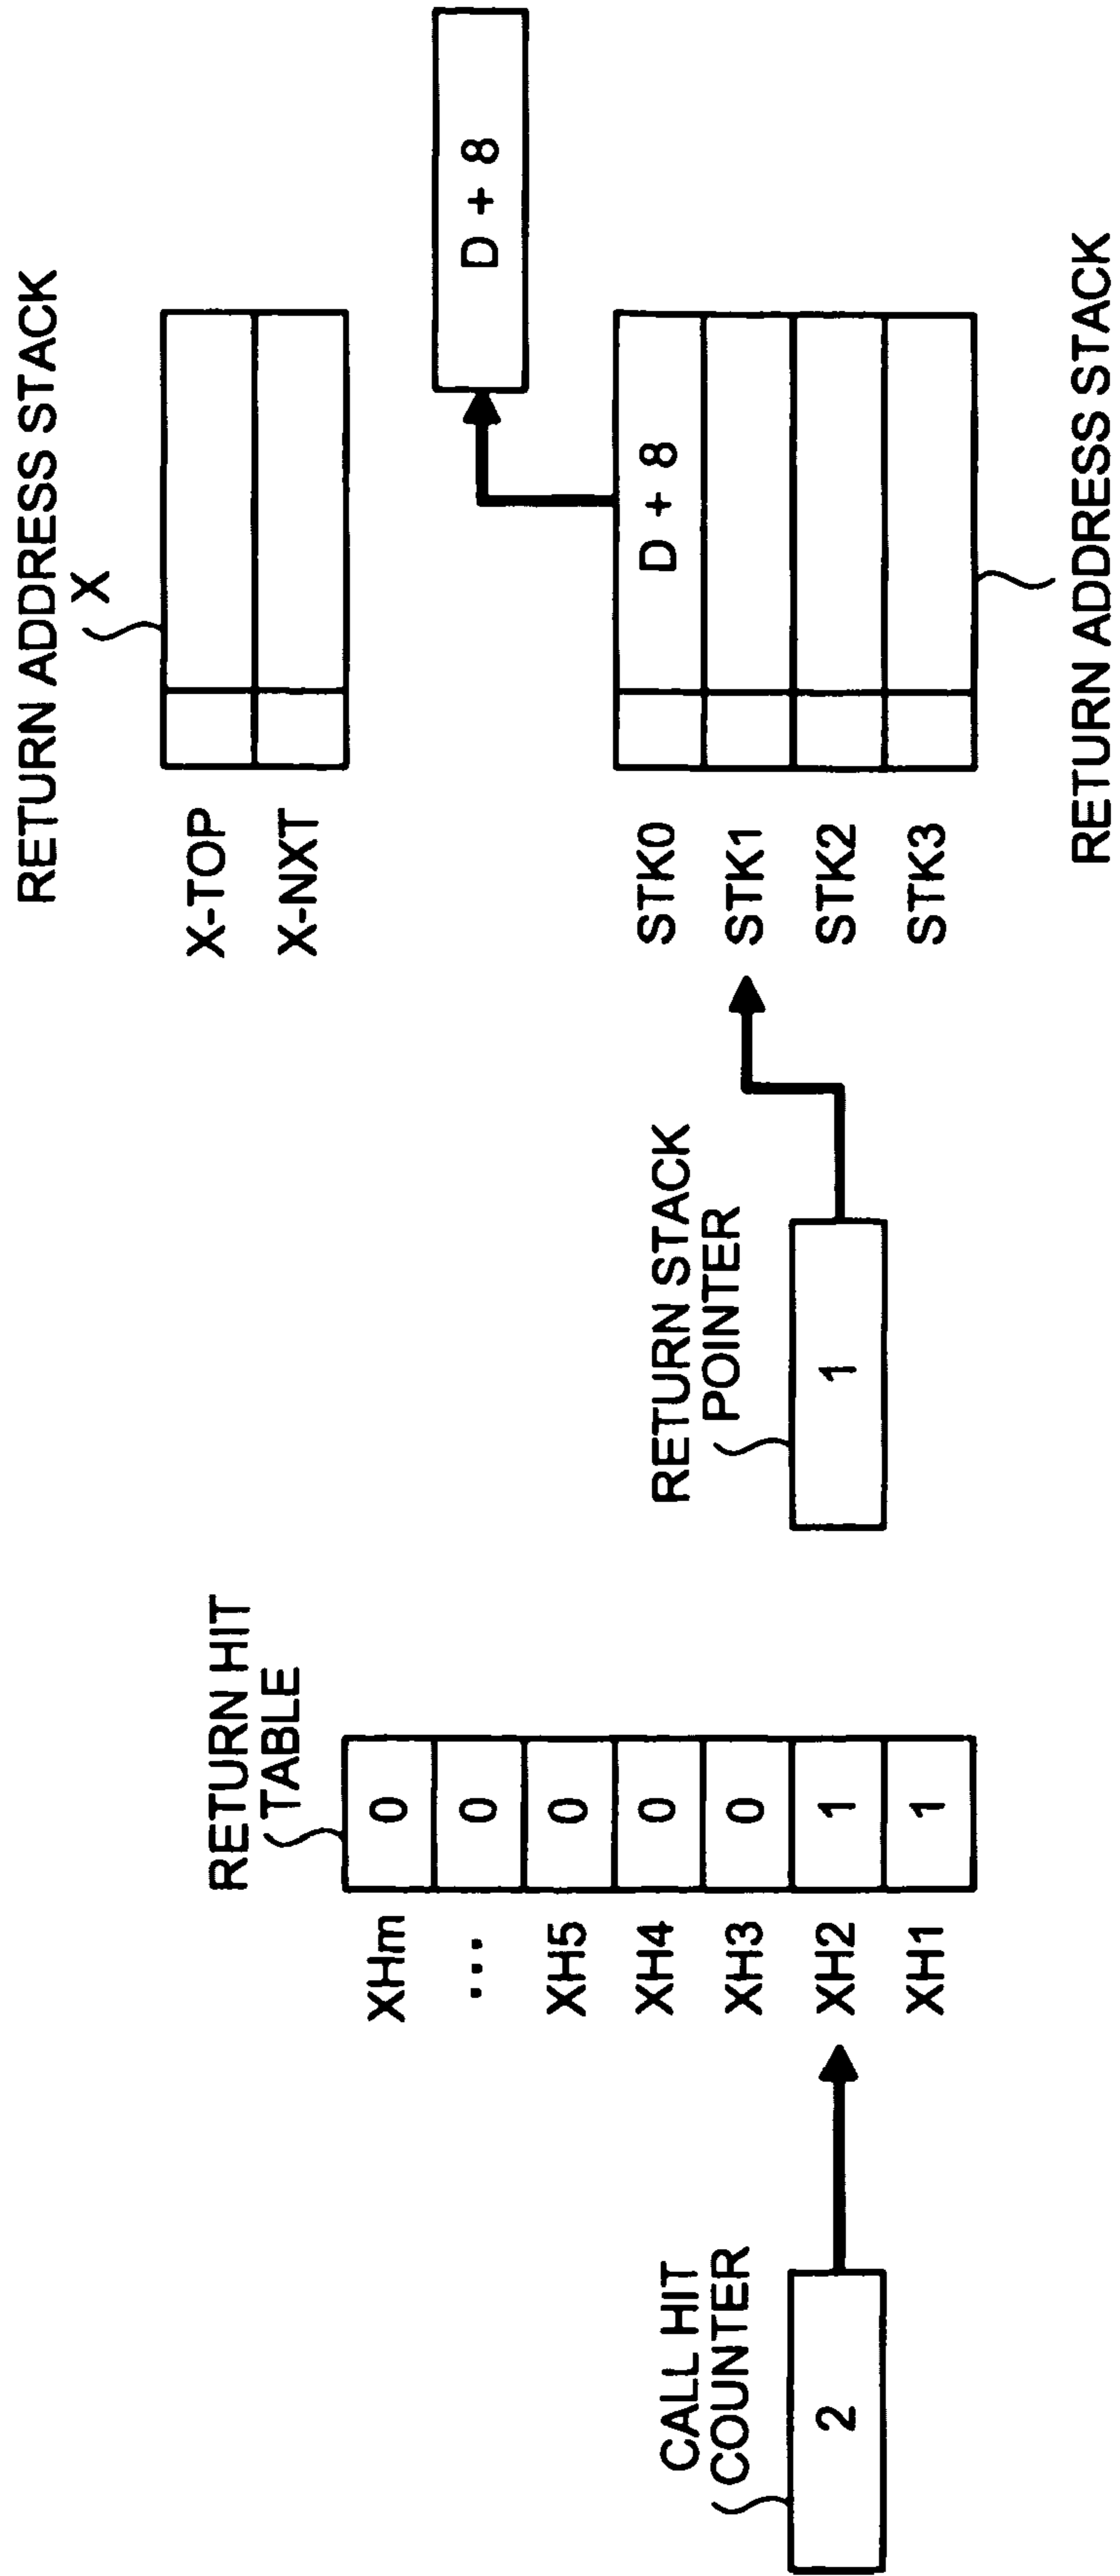 CALL HIT
COUNTER
2
RETURN HIT
TABLE
XHm 0
... 0
XH5 0
XH4 0
XH3 0
XH2 1
XH1 1
RETURN STACK
POINTER
1
RETURN ADDRESS STACK
X
X-TOP
X-NXT
D + 8
STK0 D + 8
STK1
STK2
STK3
RETURN ADDRESS STACK